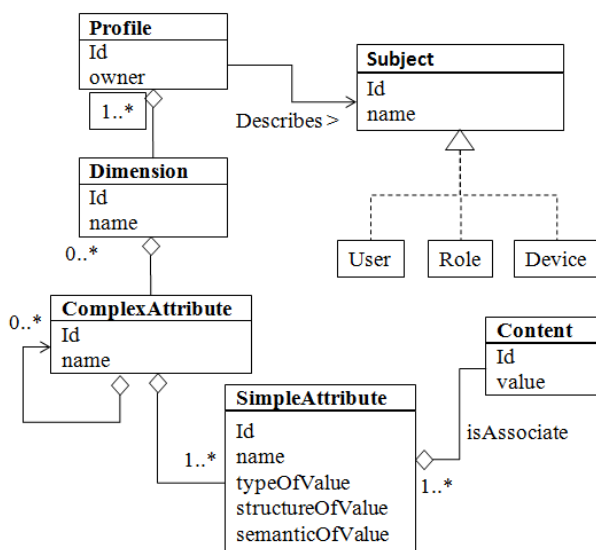 Profile
Id
owner
1..*
Subject
Id
name
Describes >
Dimension
Id
name
0..*
User
Role
Device
ComplexAttribute
Id
name
0..*
Content
Id
value
SimpleAttribute
Id
name
typeOfValue
structureOfValue
semanticOfValue
1..*
isAssociate
1..*